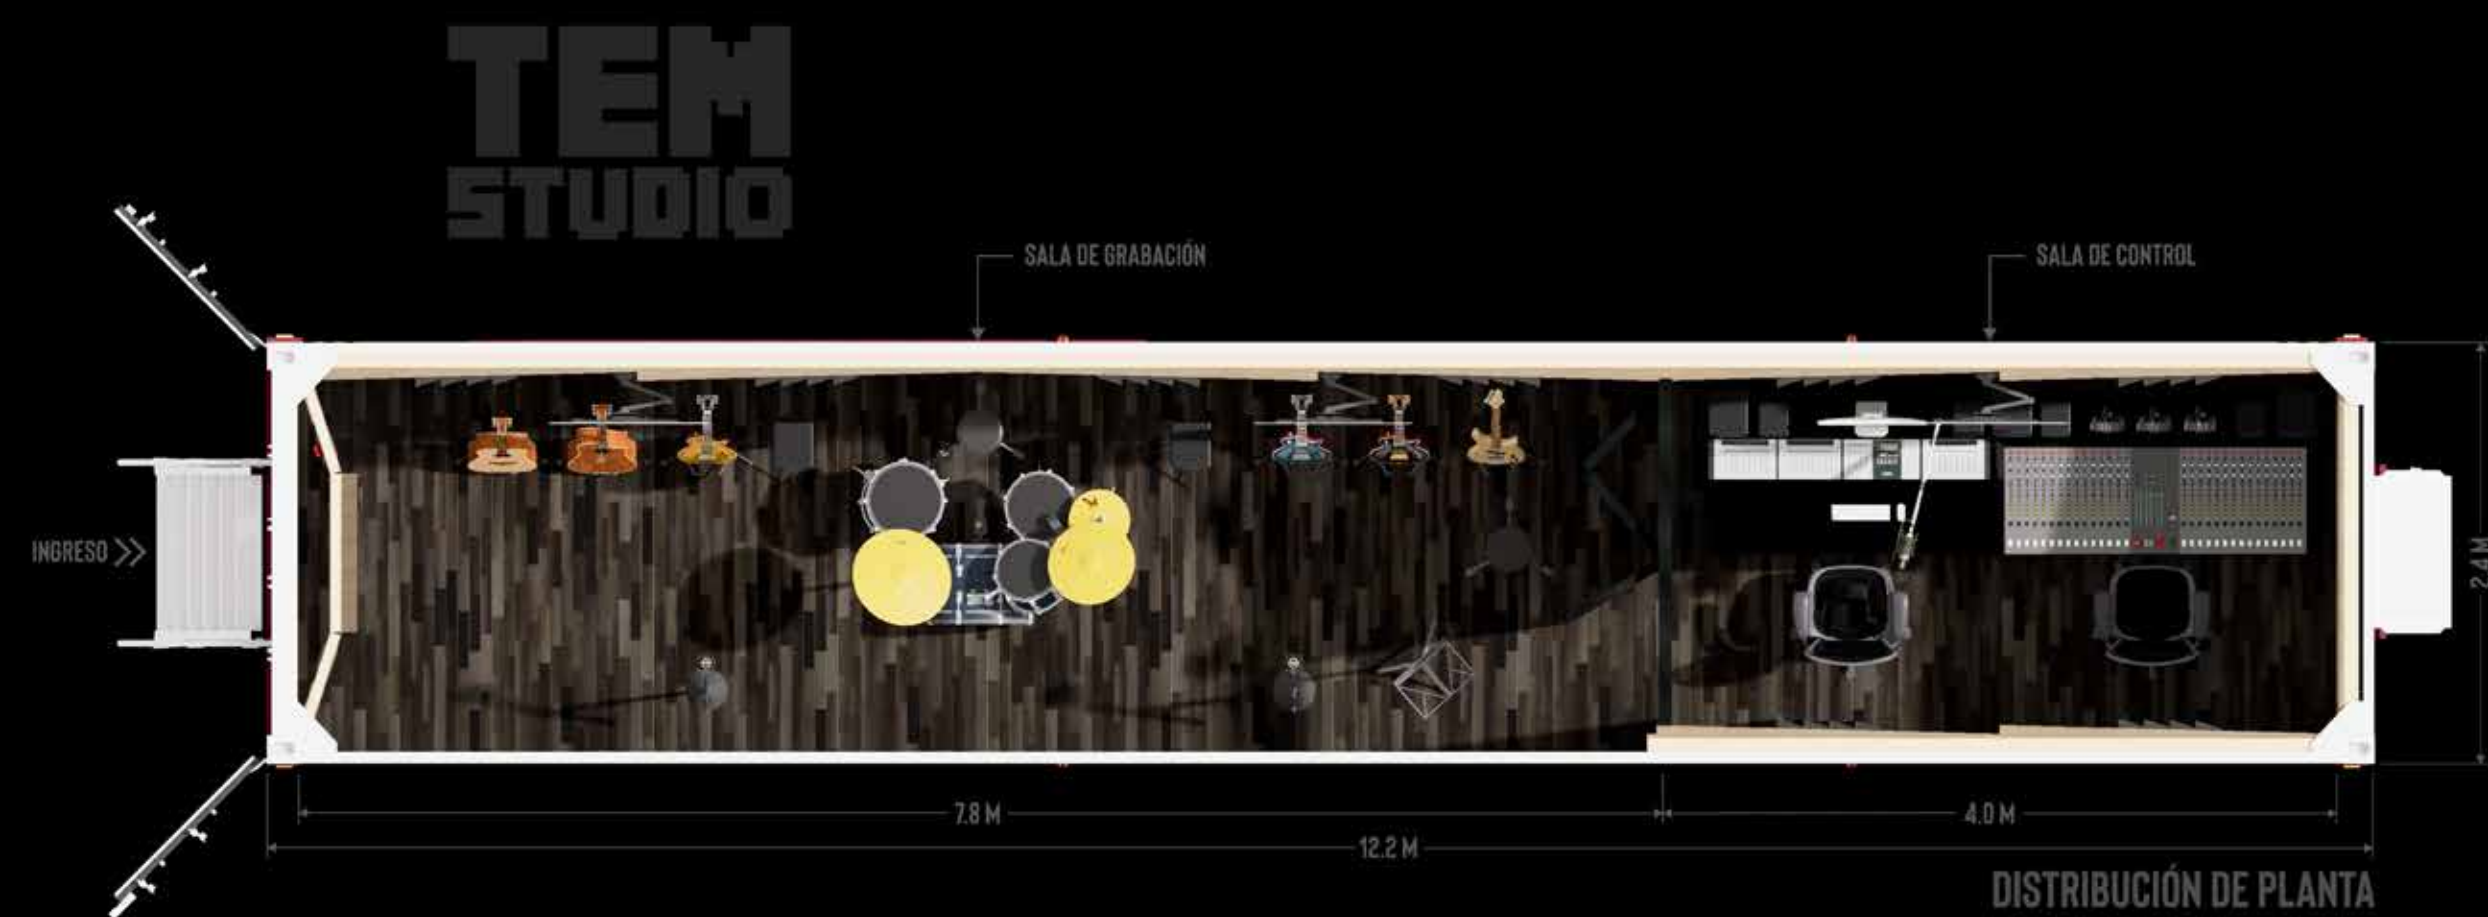 TEM
STUDIO
SALA DE GRABACIÓN
SALA DE CONTROL
INGRESO
2.4 M
7.8 M
4.0 M
12.2 M
DISTRIBUCIÓN DE PLANTA